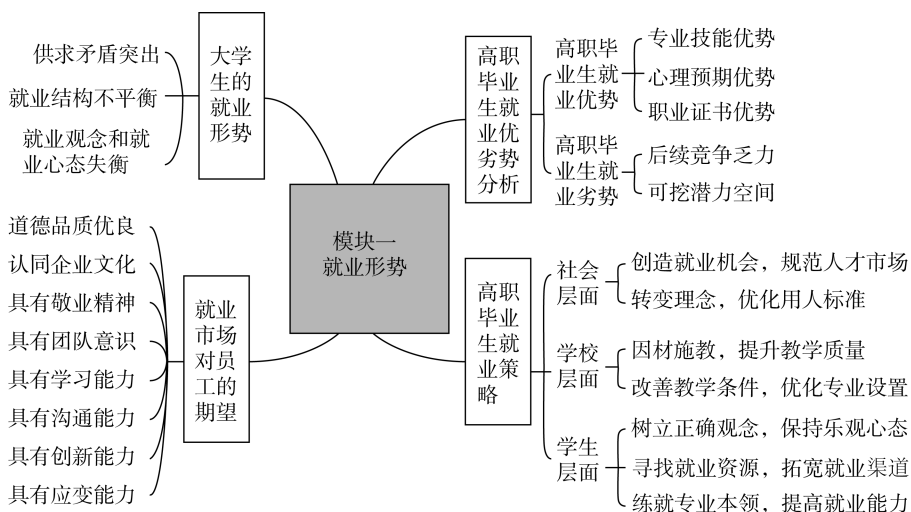 模块一
就业形势
大学
生的
就业
形势
供求矛盾突出
就业结构不平衡
就业观念和就
业心态失衡
就业
市场
对员
工的
期望
道德品质优良
认同企业文化
具有敬业精神
具有团队意识
具有学习能力
具有沟通能力
具有创新能力
具有应变能力
高职
毕业
生就
业优
劣势
分析
高职毕
业生就
业优势
专业技能优势
心理预期优势
职业证书优势
高职毕
业生就
业劣势
后续竞争乏力
可挖潜力空间
高职
毕业
生就
业策
略
社会
层面
创造就业机会，规范人才市场
转变理念，优化用人标准
学校
层面
因材施教，提升教学质量
改善教学条件，优化专业设置
学生
层面
树立正确观念，保持乐观心态
寻找就业资源，拓宽就业渠道
练就专业本领，提高就业能力